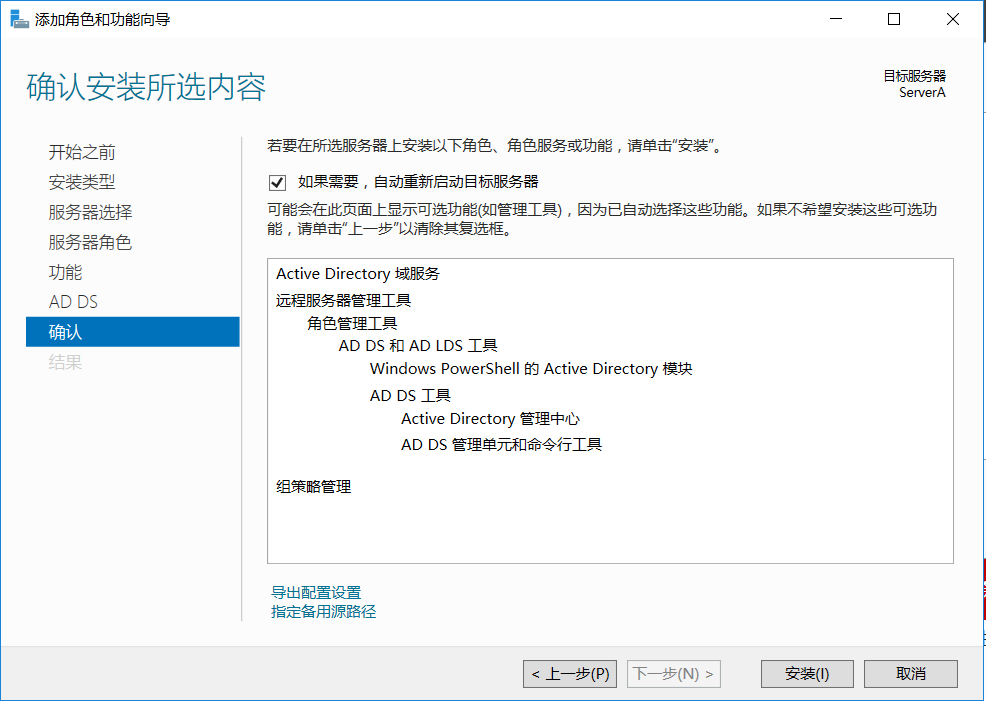 添加角色和功能向导
确认安装所选内容
目标服务器
ServerA
开始之前
安装类型
服务器选择
服务器角色
功能
AD DS
确认
结果
若要在所选服务器上安装以下角色、角色服务或功能，请单击“安装”。
如果需要，自动重新启动目标服务器
可能会在此页面上显示可选功能(如管理工具)，因为已自动选择这些功能。如果不希望安装这些可选功
能，请单击“上一步”以清除其复选框。
Active Directory 域服务
远程服务器管理工具
角色管理工具
AD DS 和 AD LDS 工具
Windows PowerShell 的 Active Directory 模块
AD DS 工具
Active Directory 管理中心
AD DS 管理单元和命令行工具
组策略管理
导出配置设置
指定备用源路径
< 上一步(P)
下一步(N) >
安装(I)
取消